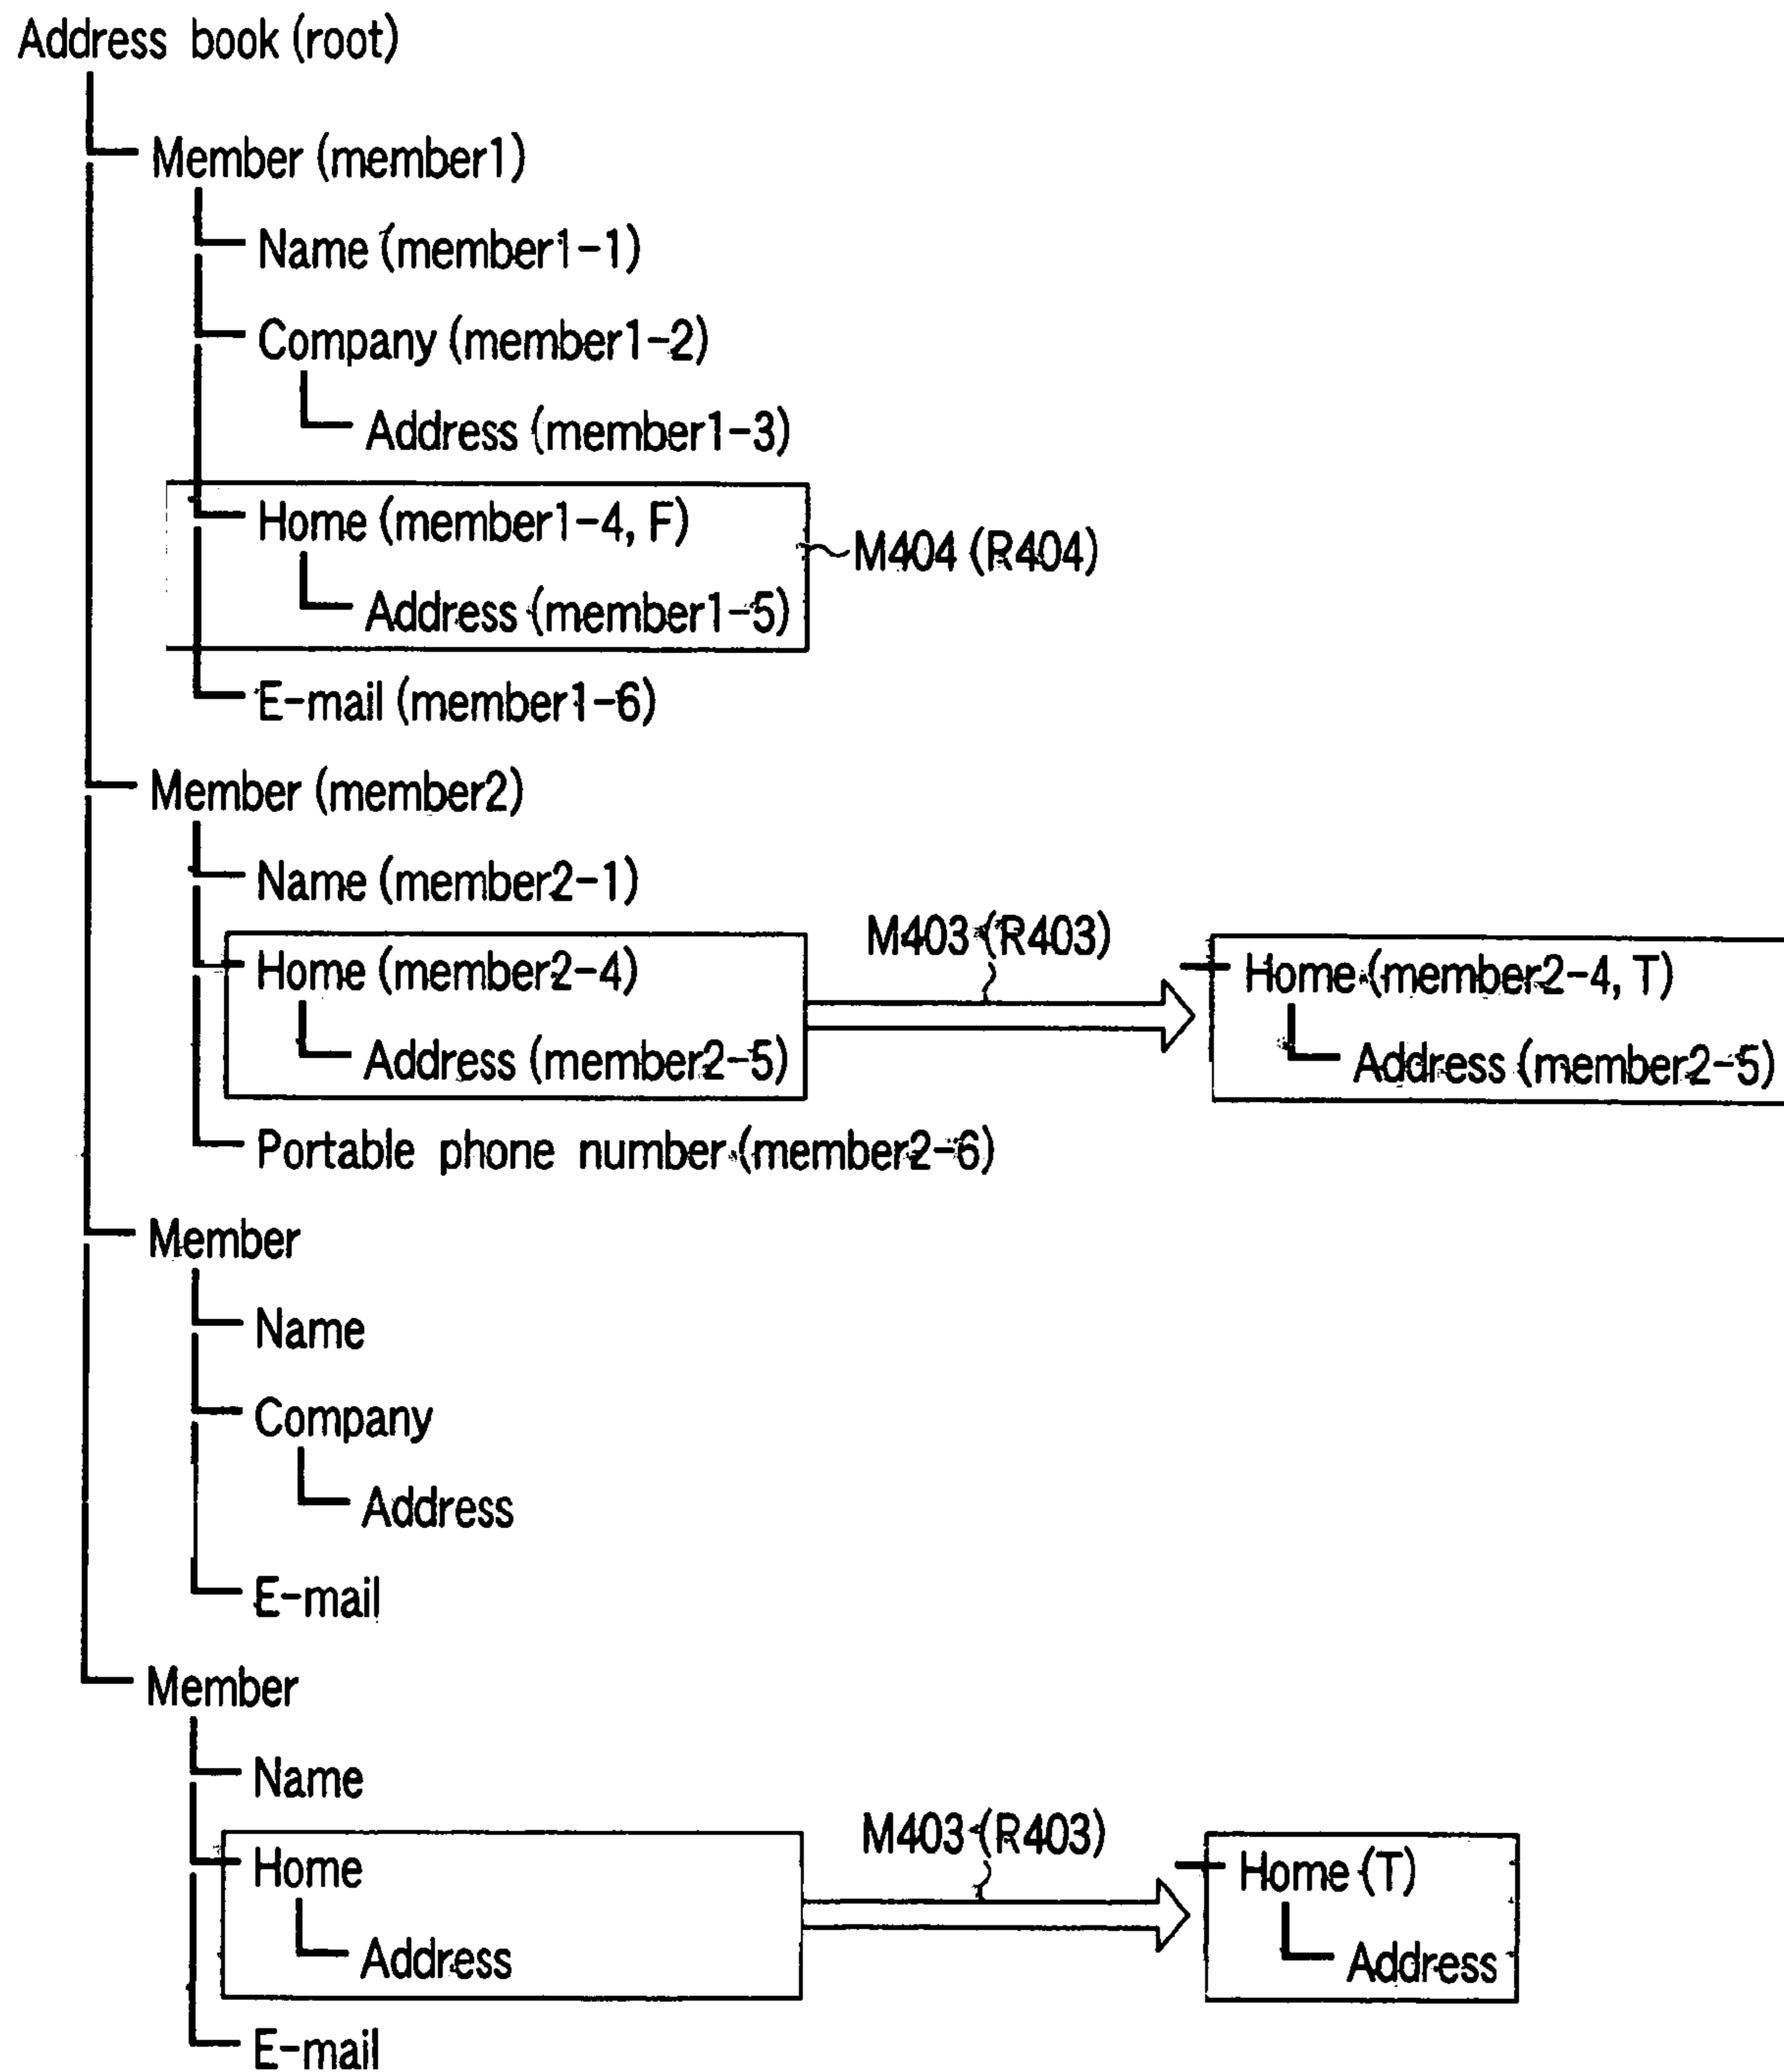 Address book (root)
Member (member1)
Name (member1-1)
Company (member1-2)
Address (member1-3)
Home (member1-4, F)
M404 (R404)
Address (member1-5)
E-mail (member1-6)
Member (member2)
Name (member2-1)
M403 (R403)
Home (member2-4)
Home (member2-4, T)
Address (member2-5)
Address (member2-5)
Portable phone number (member2-6)
Member
Name
Company
Address
E-mail
Member
Name
M403 (R403)
Home
Home (T)
Address
Address
E-mail